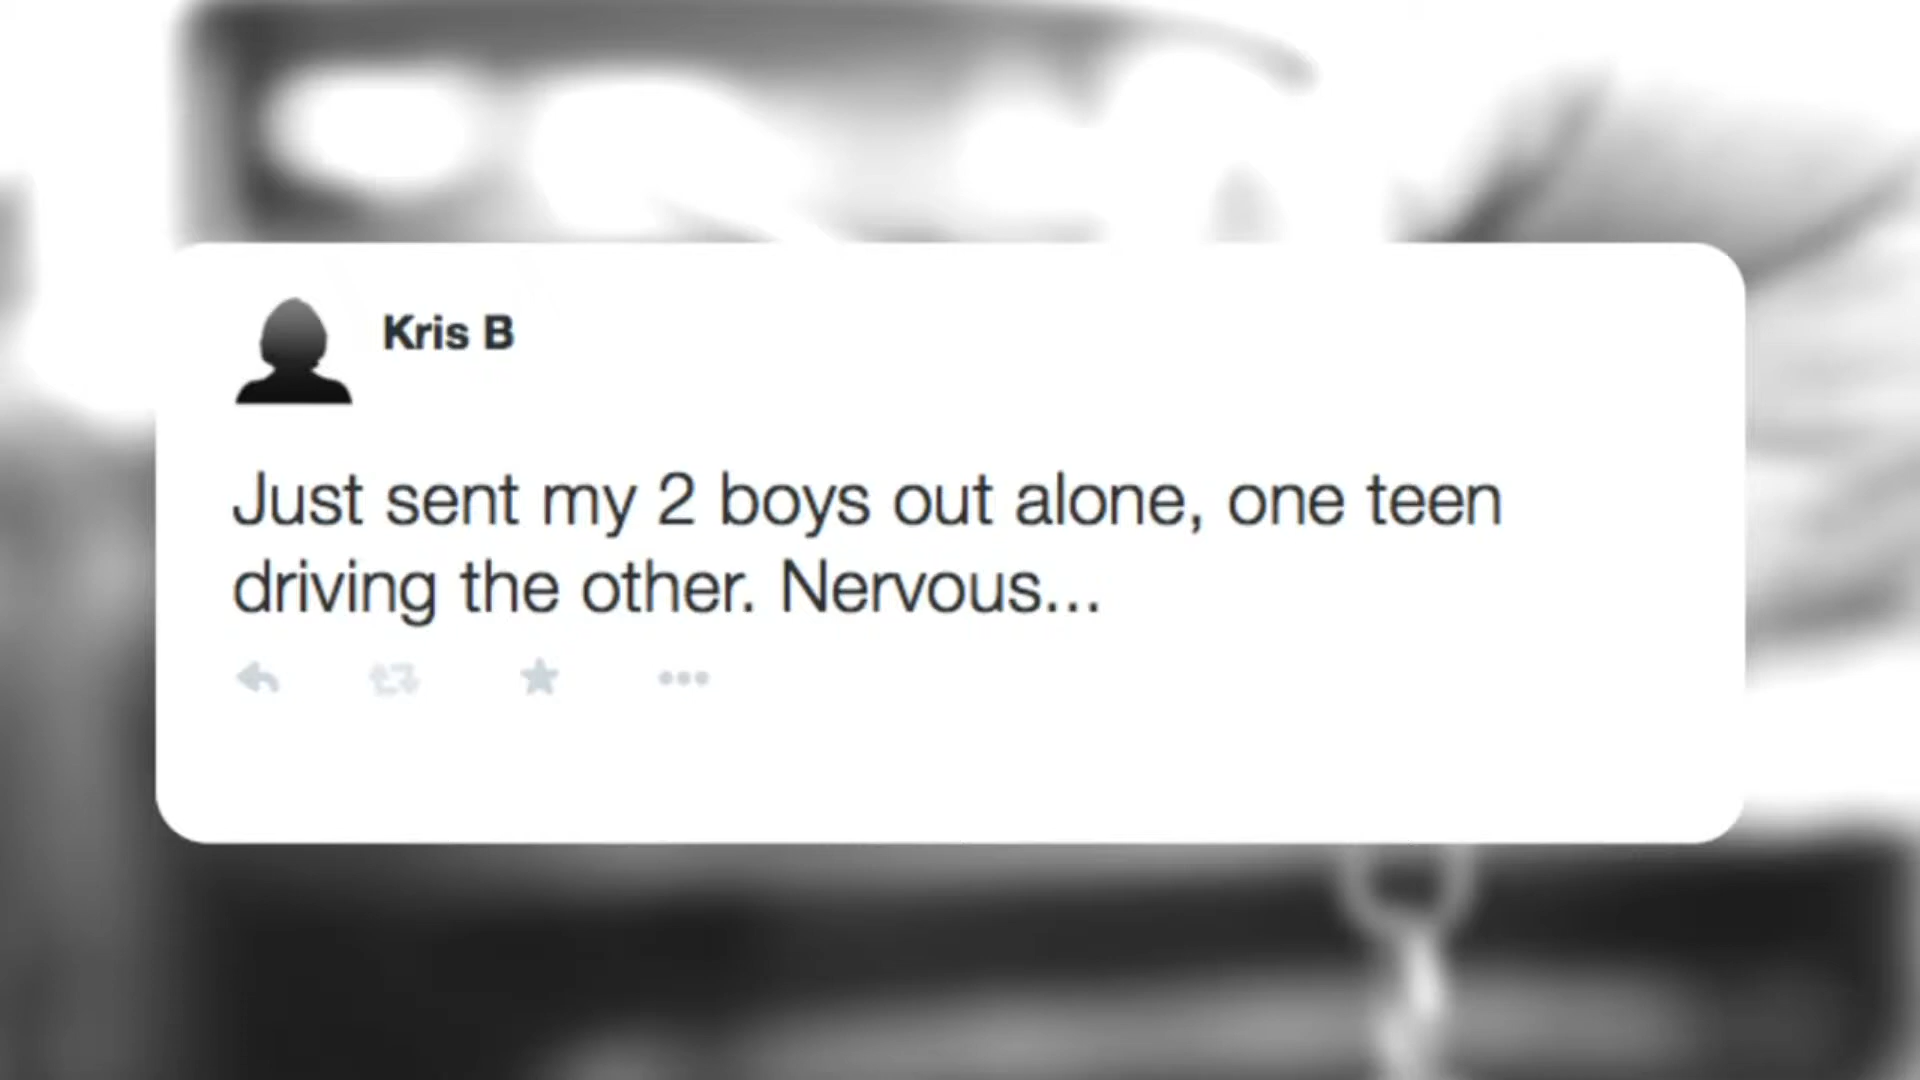 Kris B
Just sent my 2 boys out alone, one teen
driving the other. Nervous...